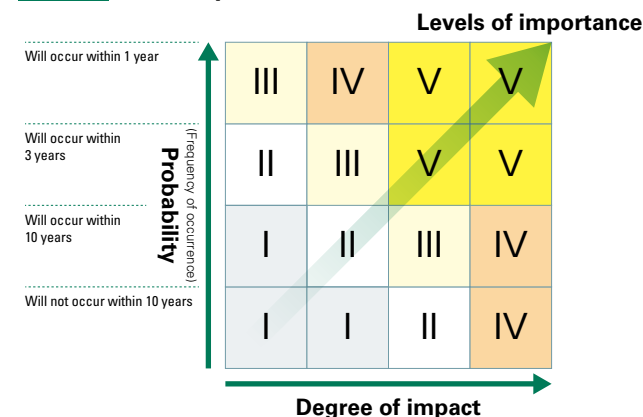 Levels of importance
Will occur within 1 year
III IV V V
Will occur within
3 years
II III V V
Probability
(Frequency of occurrence)
Will occur within
10 years
I II III IV
Will not occur within 10 years
I I II IV
Degree of impact